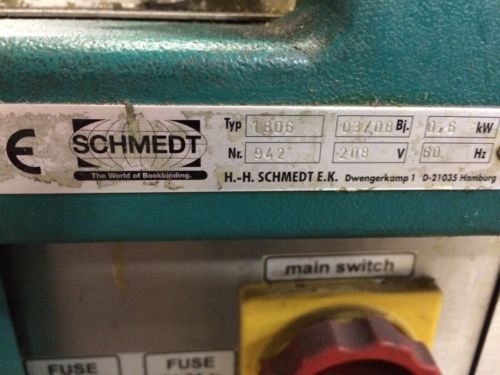 CE
SCHMEDT
The World of Bookbinding.
Typ 1806 03/08 Bj. 0,6 kW
Nr. 942 208 V 60 Hz
H.-H. SCHMEDT E.K. Dwengerkamp 1 D-21035 Hamburg
main switch
FUSE FUSE